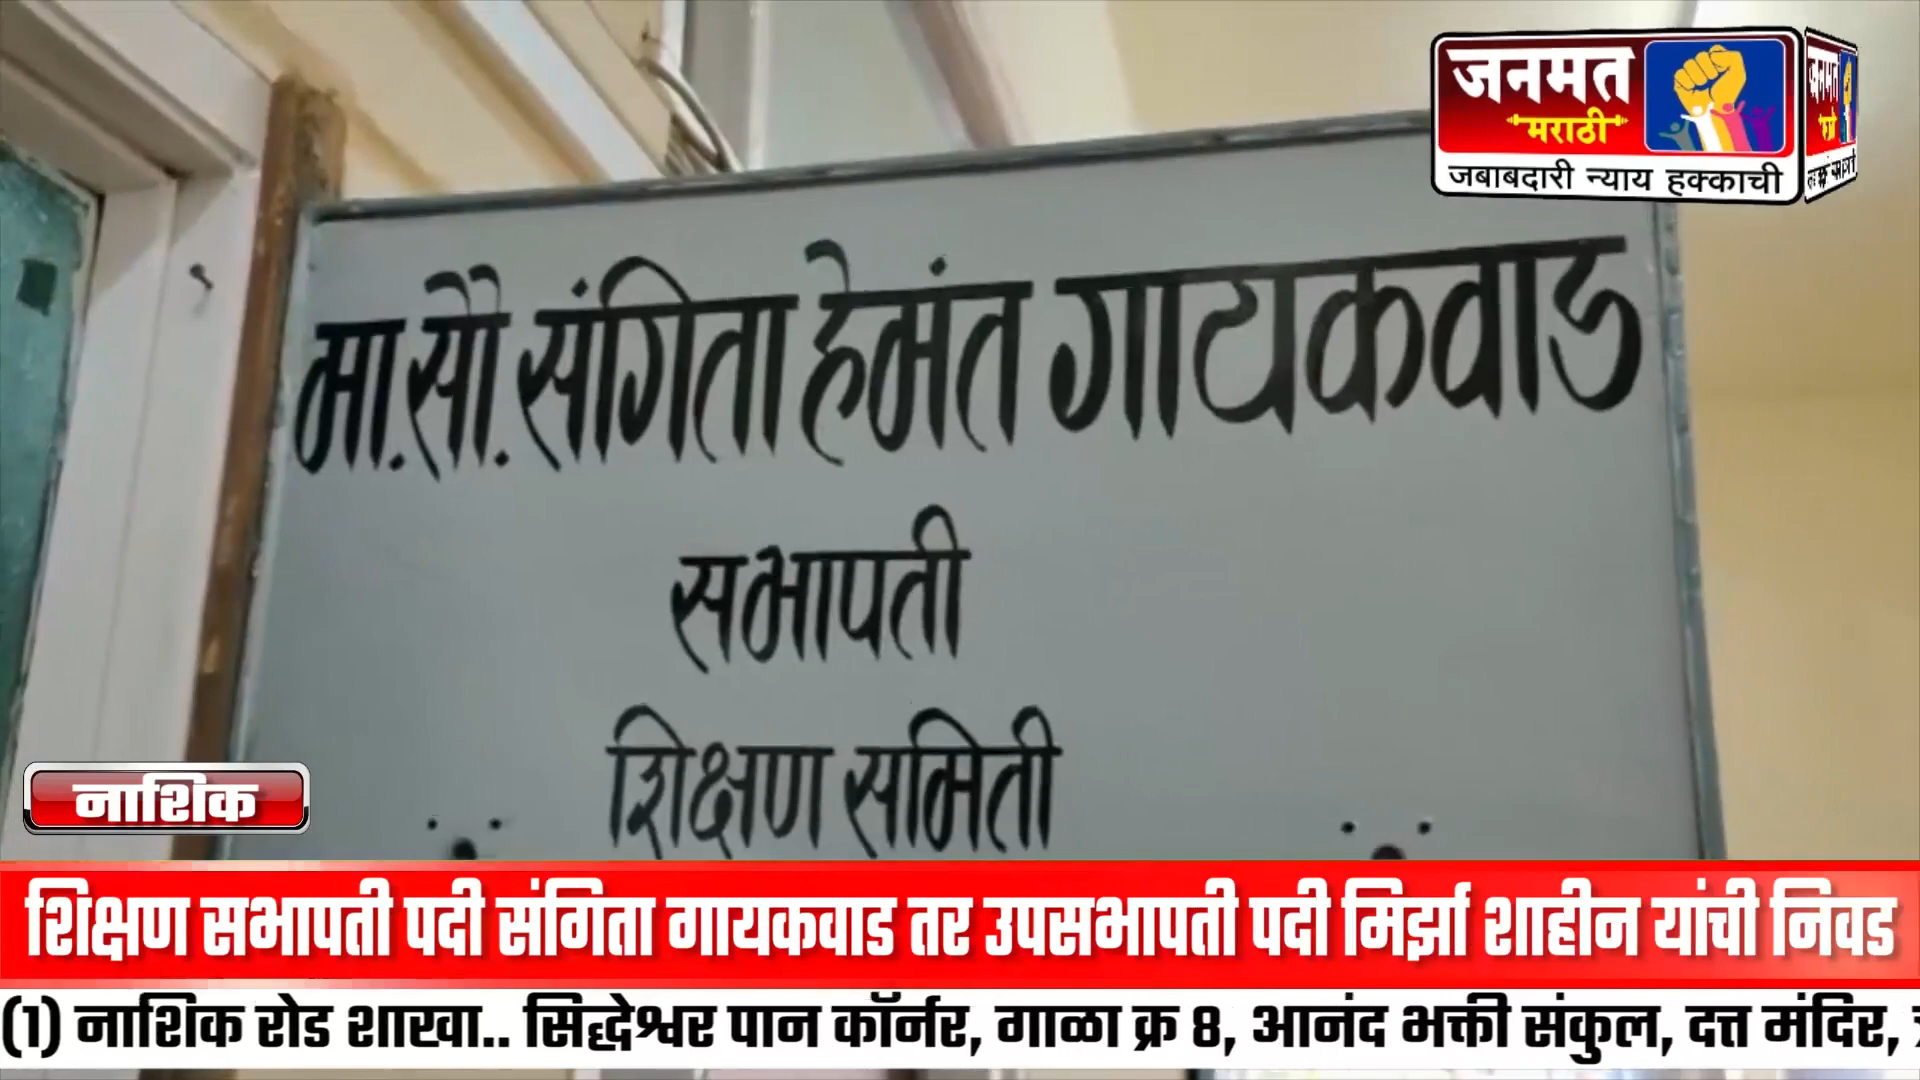 जनमत
मराठी
जबाबदारी न्याय हक्काची
मा. सौ. संगिता हेमंत गायकवाड
सभापती
शिक्षण समिती
नाशिक
शिक्षण सभापती पदी संगिता गायकवाड तर उपसभापती पदी मिर्झा शाहीन यांची निवड
(1) नाशिक रोड शाखा.. सिद्धेश्वर पान कॉर्नर, गाळा क्र 8, आनंद भक्ती संकुल, दत्त मंदिर,